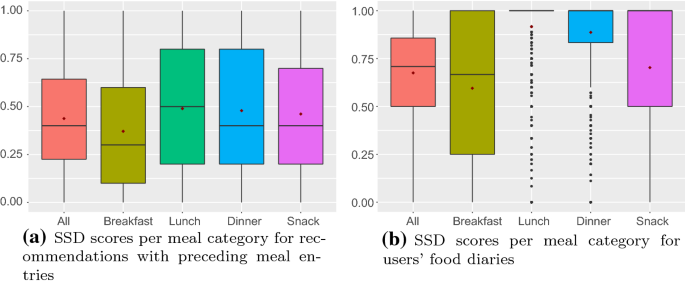 1.00
0.75
0.50
0.25
0.00
All Breakfast Lunch Dinner Snack
(a) SSD scores per meal category for rec-
ommendations with preceding meal en-
tries
1.00
0.75
0.50
0.25
0.00
All Breakfast Lunch Dinner Snack
(b) SSD scores per meal category for
users' food diaries